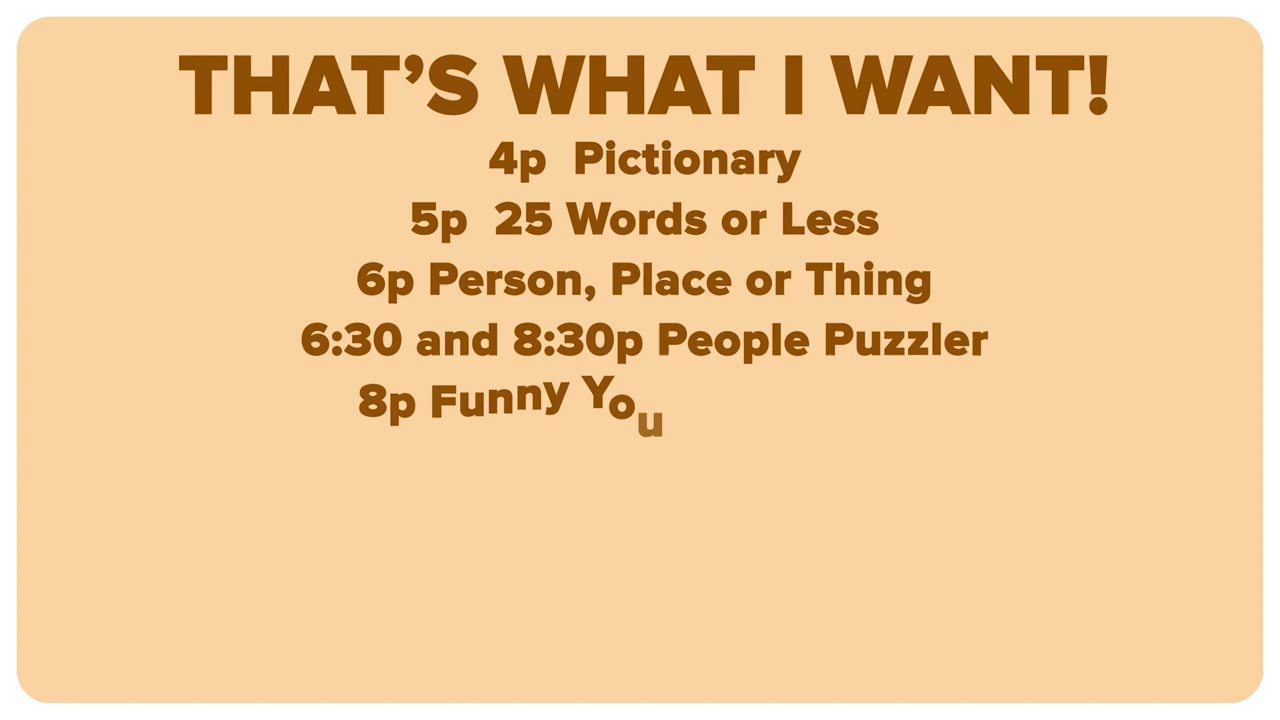 THAT'S WHAT I WANT!
4p Pictionary
5p 25 Words or Less
6p Person, Place or Thing
6:30 and 8:30p People Puzzler
8p Funny You